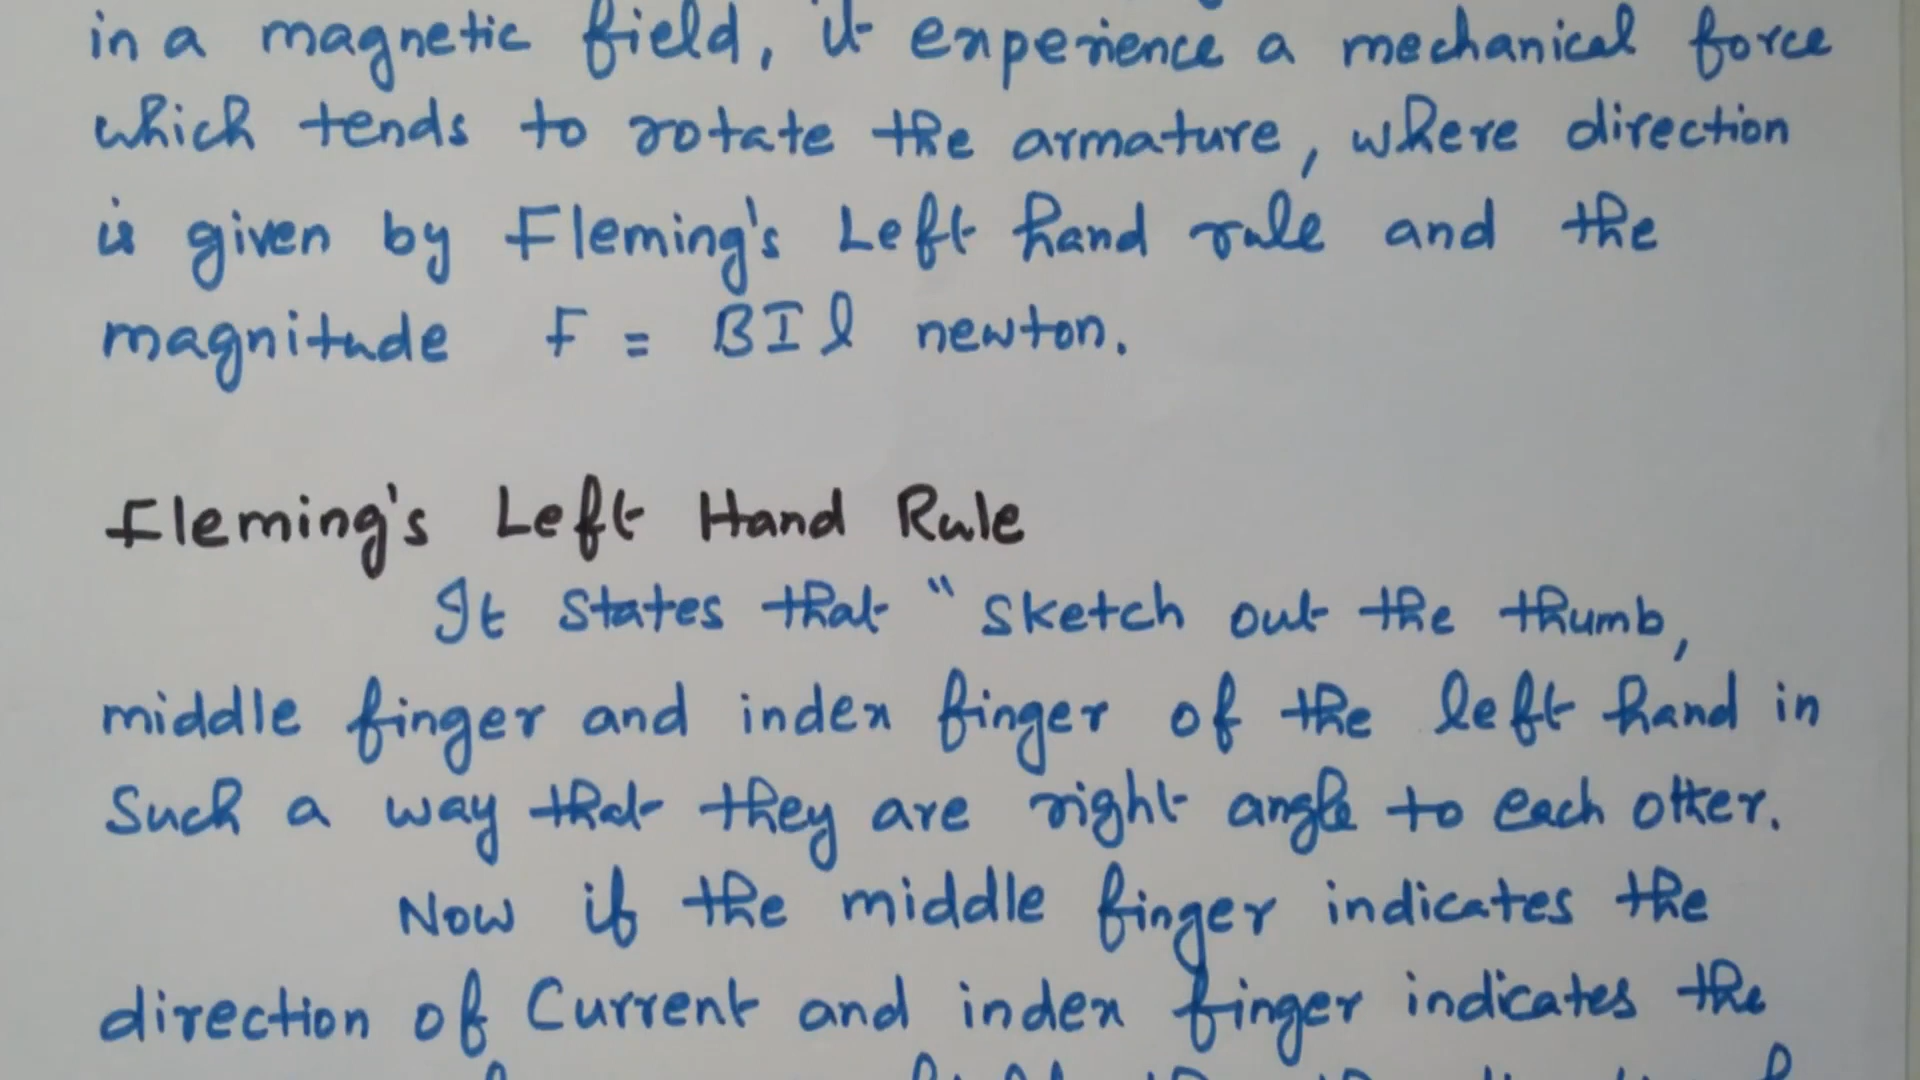 in a magnetic field, it experience a mechanical force
which tends to rotate the armature, where direction
is given by Fleming's Left hand rule and the
magnitude F = BIl newton.
Fleming's Left Hand Rule
It states that "Sketch out the thumb,
middle finger and index finger of the left hand in
Such a way that they are right angle to each other.
Now if the middle finger indicates the
direction of Current and index finger indicates the